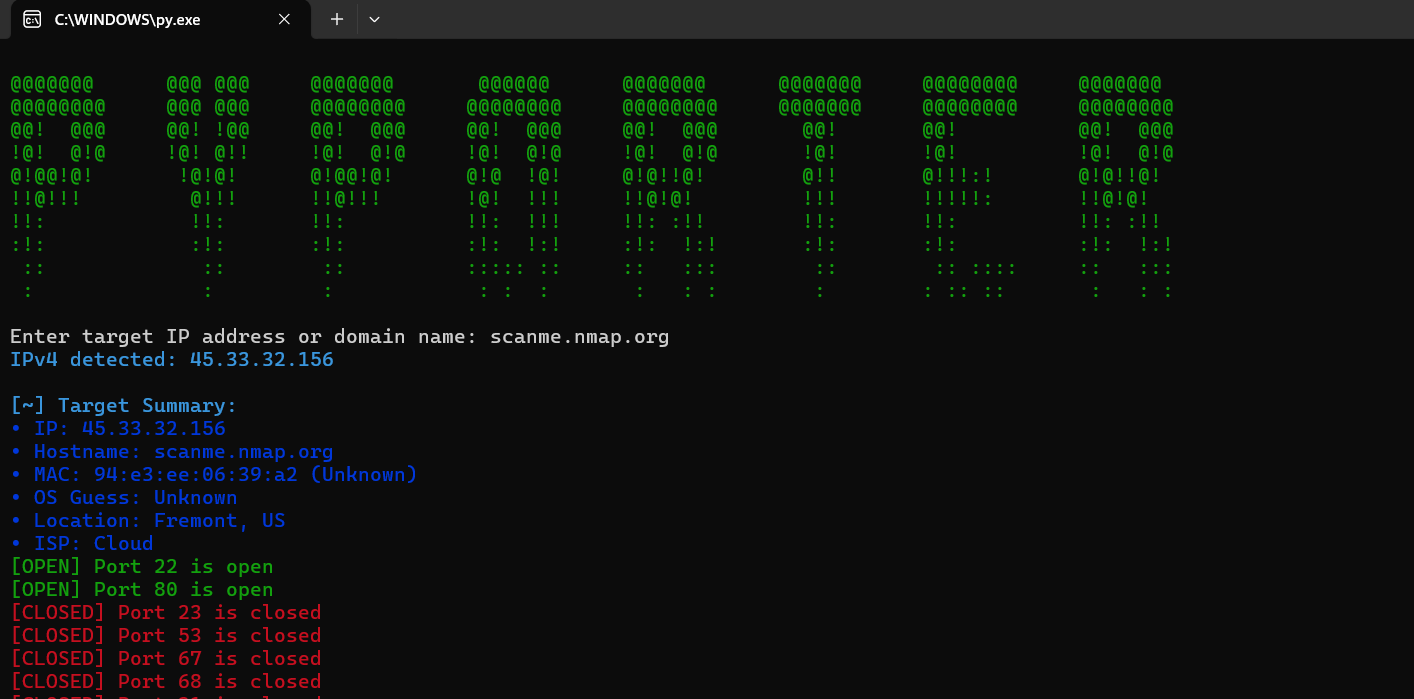 C:\WINDOWS\py.exe
PYPORTER
Enter target IP address or domain name: scanme.nmap.org
IPv4 detected: 45.33.32.156
[~] Target Summary:
• IP: 45.33.32.156
• Hostname: scanme.nmap.org
• MAC: 94:e3:ee:06:39:a2 (Unknown)
• OS Guess: Unknown
• Location: Fremont, US
• ISP: Cloud
[OPEN] Port 22 is open
[OPEN] Port 80 is open
[CLOSED] Port 23 is closed
[CLOSED] Port 53 is closed
[CLOSED] Port 67 is closed
[CLOSED] Port 68 is closed